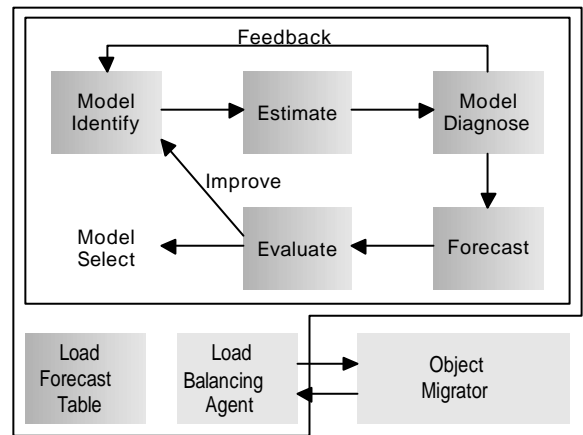 Feedback
Model
Identify
Estimate
Model
Diagnose
Improve
Model
Select
Evaluate
Forecast
Load
Forecast
Table
Load
Balancing
Agent
Object
Migrator